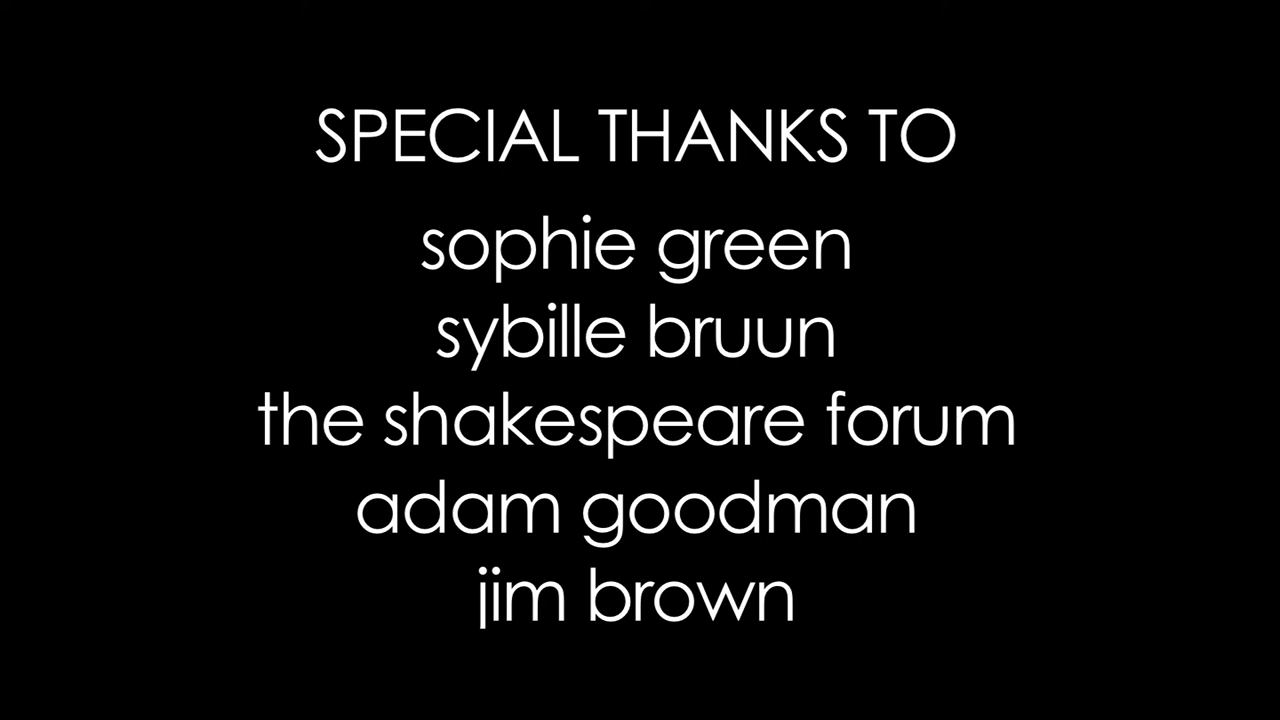 SPECIAL THANKS TO
sophie green
sybille bruun
the shakespeare forum
adam goodman
jim brown